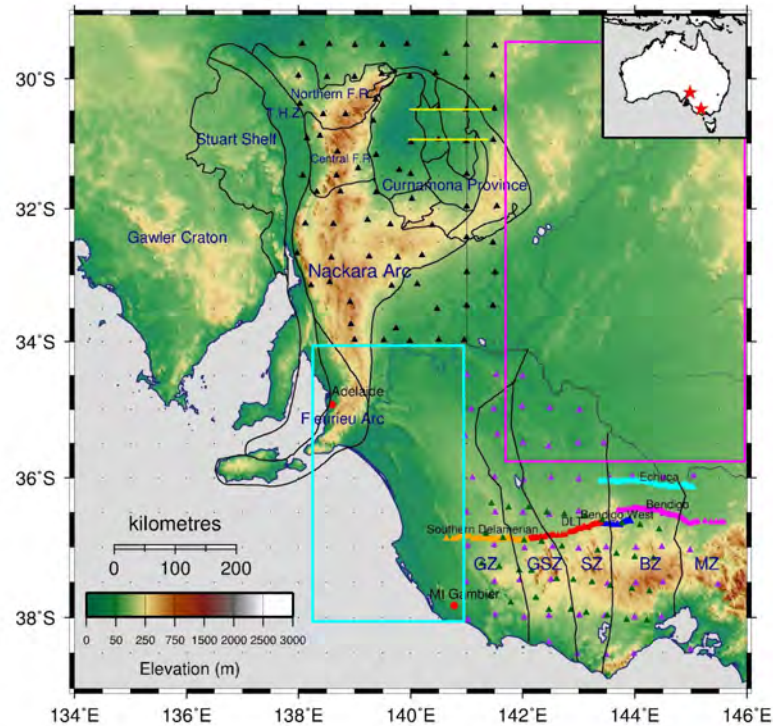 30°S
32°S
34°S
36°S
38°S
Northern F.R.
T.H.Z.
Stuart Shelf
Central F.R.
Curnamona Province
Gawler Craton
Nackara Arc
Adelaide
Fleurieu Arc
Echuca
Bendigo
Bendigo West
DLT
Southern Delamerian
GZ
GSZ
SZ
BZ
MZ
Mt Gambier
kilometres
0 100 200
0 50 250 750 1500 2000 2500 3000
Elevation (m)
134°E 136°E 138°E 140°E 142°E 144°E 146°E